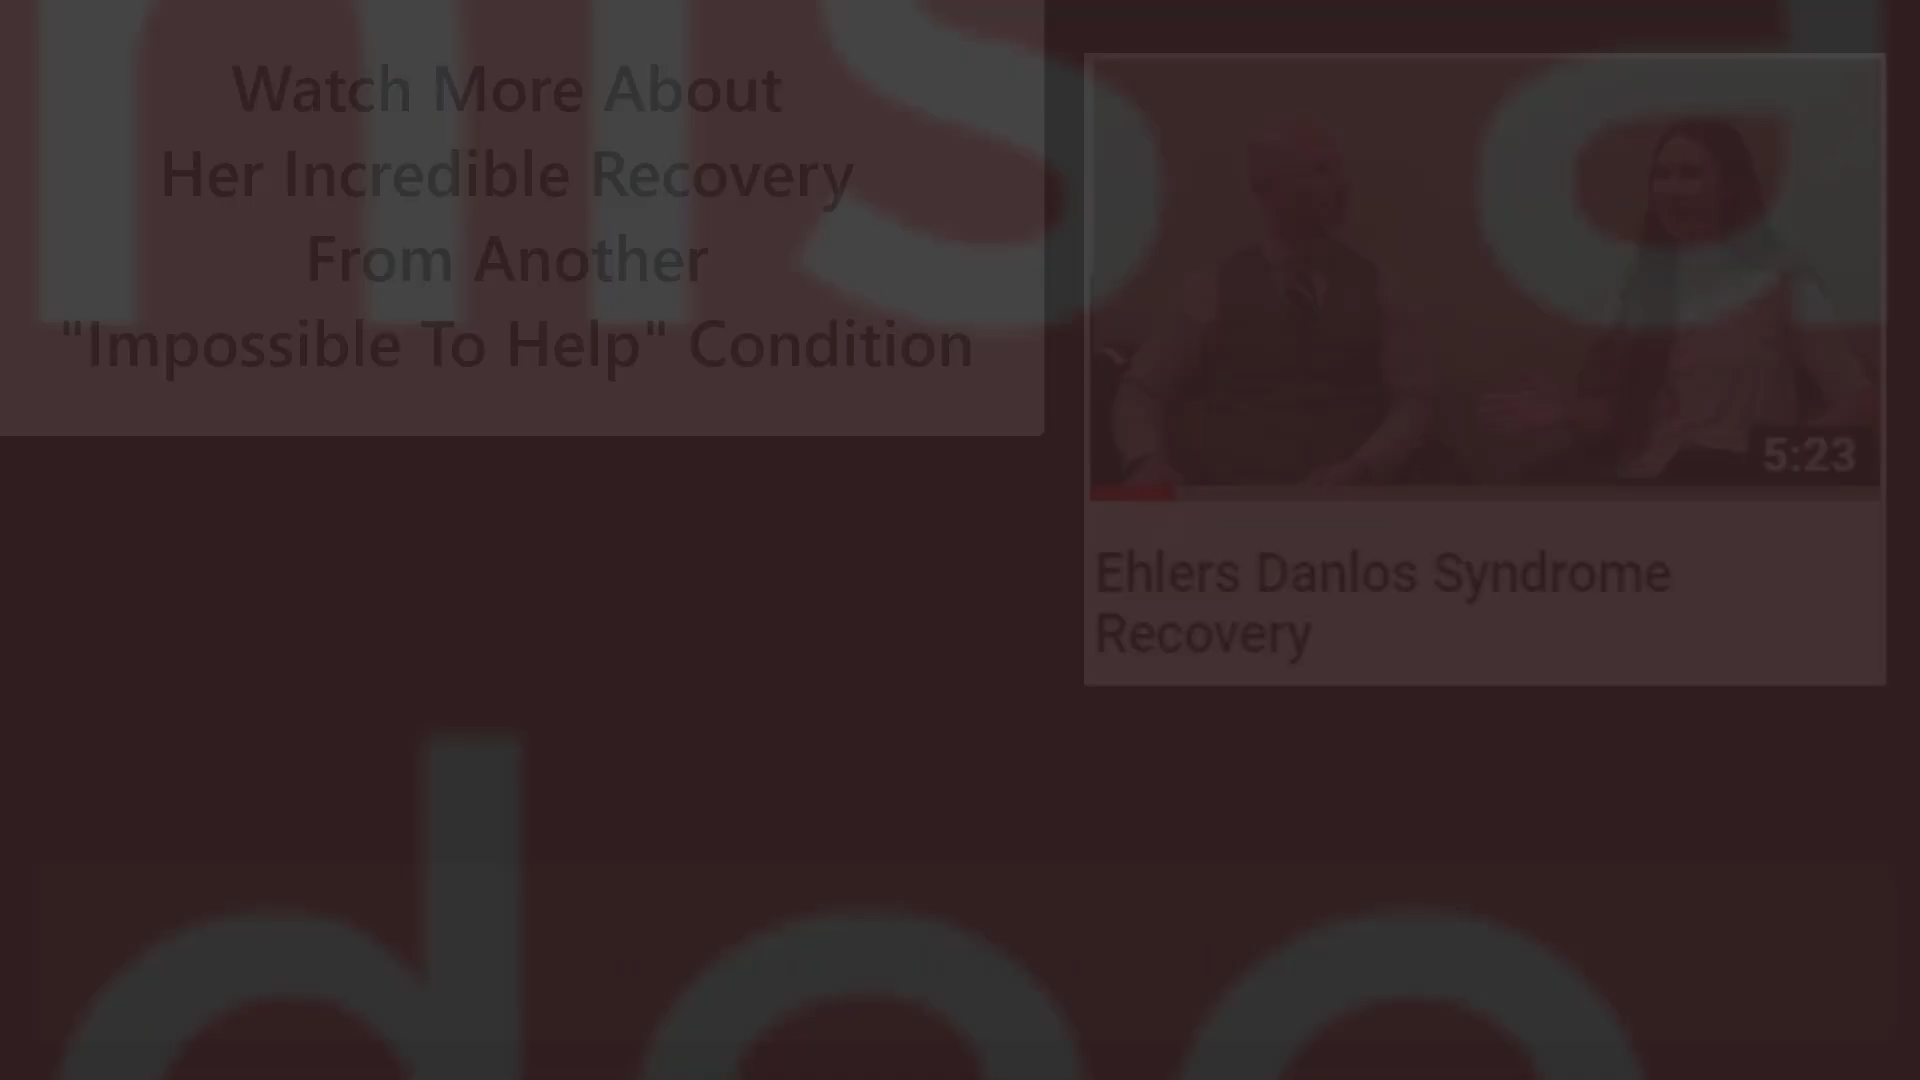 Watch More About
Her Incredible Recovery
From Another
"Impossible To Help" Condition
5:23
Ehlers Danlos Syndrome
Recovery